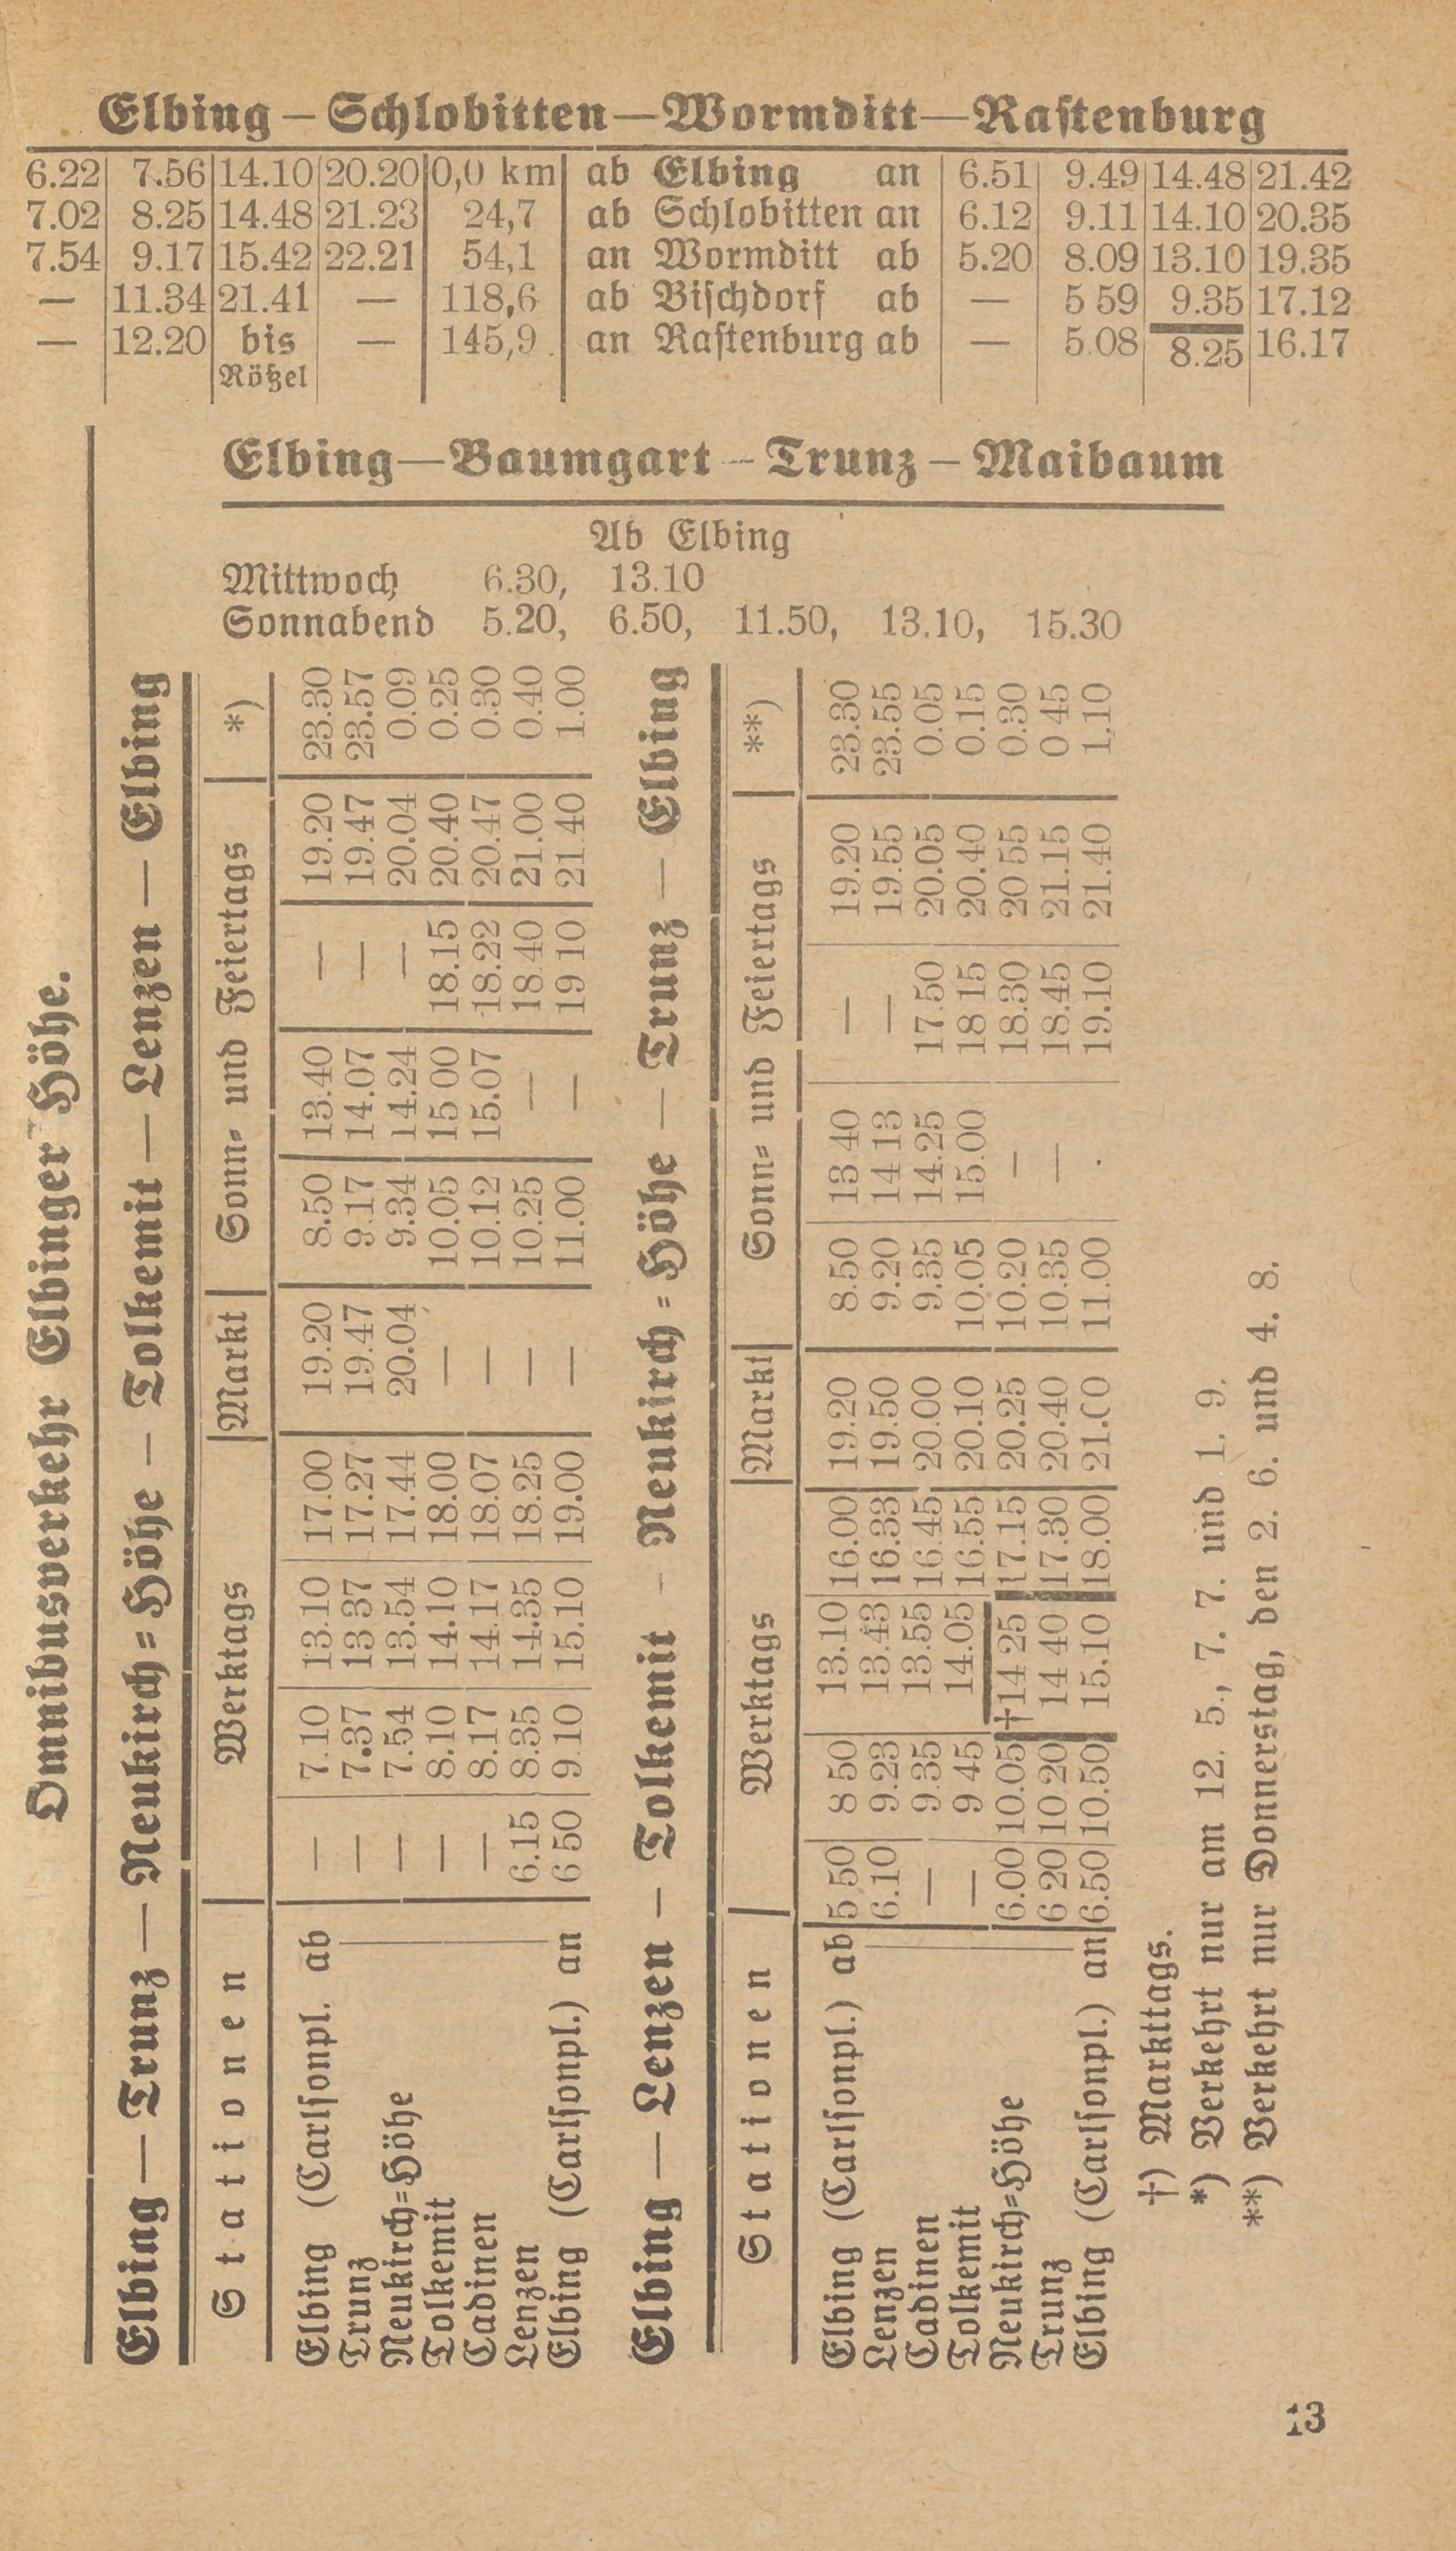 Elbing – Schlobitten — Wormditt — Rastenburg
6.22 7.56 14.10 20.20 0,0 km ab Elbing an 6.51 9.49 14.48 21.42
7.02 8.25 14.48 21.23 24,7 ab Schlobitten an 6.12 9.11 14.10 20.35
7.54 9.17 15.42 22.21 54,1 an Wormditt ab 5.20 8.09 13.10 19.35
— 11.34 21.41 — 118,6 ab Bischdorf ab — 5 59 9.35 17.12
— 12.20 bis — 145,9 an Rastenburg ab — 5.08 8.25 16.17
Rößel
Elbing — Baumgart – Trunz – Maibaum
Ab Elbing
Mittwoch 6.30, 13.10
Sonnabend 5.20, 6.50, 11.50, 13.10, 15.30
Omnibusverkehr Elbinger Höhe.
Elbing — Trunz — Neukirch=Höhe — Tolkemit — Lenzen — Elbing
Stationen Werktags Markt Sonn= und Feiertags *)
Elbing (Carlsonpl. ab — 7.10 13.10 17.00 19.20 8.50 13.40 — 19.20 23.30
Trunz — 7.37 13 37 17.27 19.47 9.17 14.07 — 19.47 23.57
Neukirch=Höhe — 7.54 13.54 17.44 20.04 9.34 14.24 — 20.04 0.09
Tolkemit — 8.10 14.10 18.00 — 10.05 15 00 18.15 20.40 0.25
Cadinen — 8.17 14.17 18.07 — 10.12 15.07 18.22 20.47 0.30
Lenzen 6.15 8.35 14.35 18.25 — 10.25 — 18.40 21.00 0.40
Elbing (Carlsonpl.) an 6 50 9 10 15.10 19.00 — 11.00 — 19 10 21.40 1.00
Elbing — Lenzen — Tolkemit – Neukirch=Höhe — Trunz — Elbing
Stationen Werktags Markt Sonn= und Feiertags **)
Elbing (Carlsonpl.) ab 5 50 8 50 13.10 16.00 19.20 8.50 13 40 — 19.20 23.30
Lenzen 6.10 9.23 13.43 16.33 19.50 9.20 14 13 — 19.55 23.55
Cadinen — 9.35 13.55 16.45 20.00 9.35 14.25 17.50 20.05 0.05
Tolkemit — 9 45 14.05 16.55 20.10 10.05 15.00 18 15 20.40 0.15
Neukirch=Höhe 6.00 10.05 †14 25 17.15 20.25 10.20 — 18.30 20 55 0.30
Trunz 6 20 10 20 14 40 17.30 20.40 10.35 — 18.45 21.15 0 45
Elbing (Carlsonpl.) an 6.50 10.50 15.10 18.00 21.00 11.00 . 19.10 21.40 1.10
†) Markttags.
*) Verkehrt nur am 12. 5., 7. 7. und 1. 9.
**) Verkehrt nur Donnerstag, den 2. 6. und 4. 8.
13